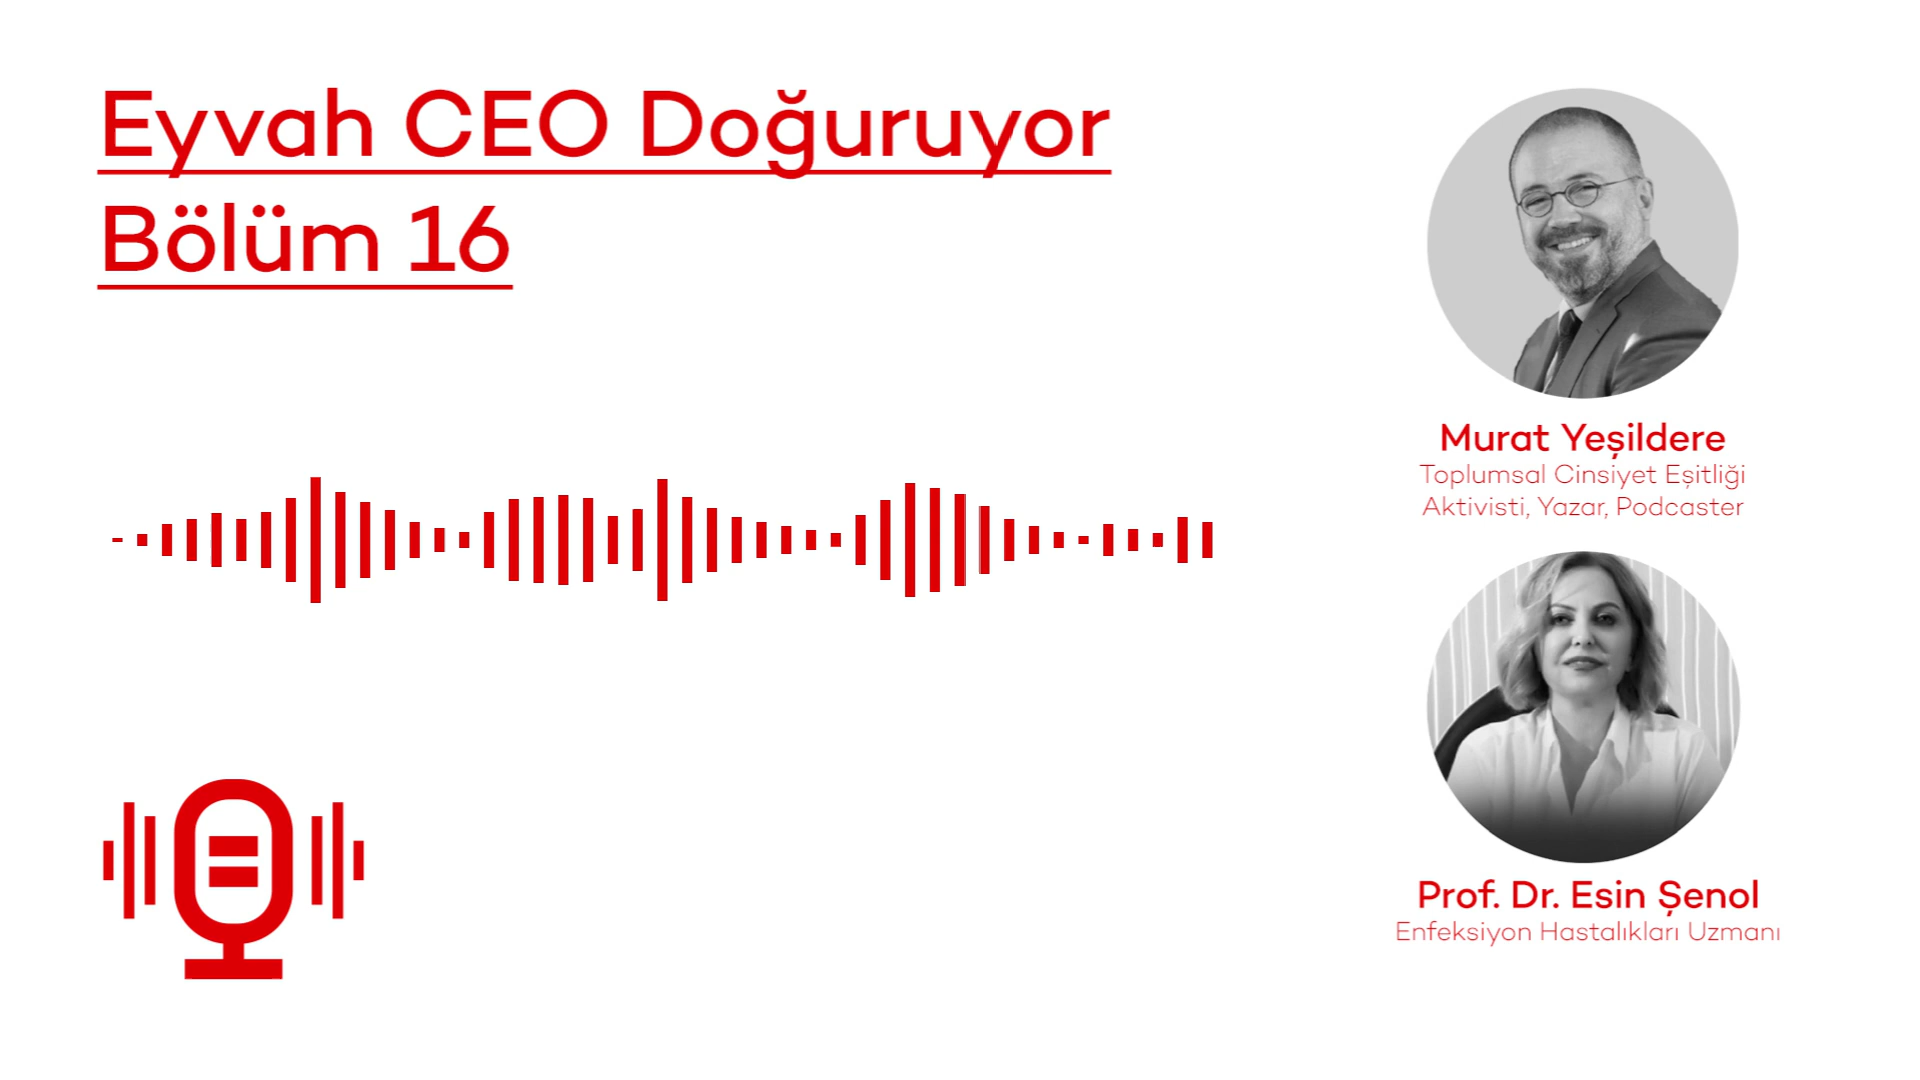 Eyvah CEO Doğuruyor
Bölüm 16
Murat Yeşildere
Toplumsal Cinsiyet Eşitliği
Aktivisti, Yazar, Podcaster
Prof. Dr. Esin Şenol
Enfeksiyon Hastalıkları Uzmanı